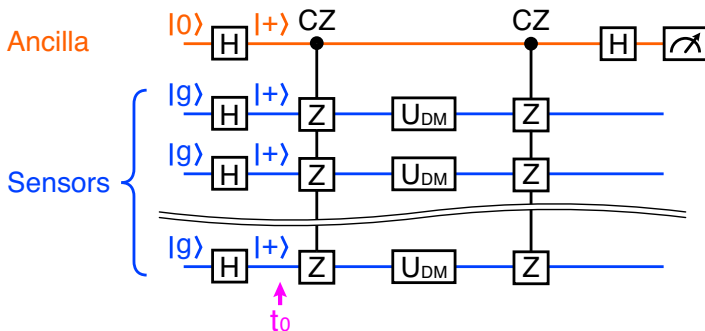 CZ CZ
Ancilla |0⟩ H |+⟩ H
|g⟩ H |+⟩ Z U_DM Z
Sensors |g⟩ H |+⟩ Z U_DM Z
|g⟩ H |+⟩ Z U_DM Z
t₀